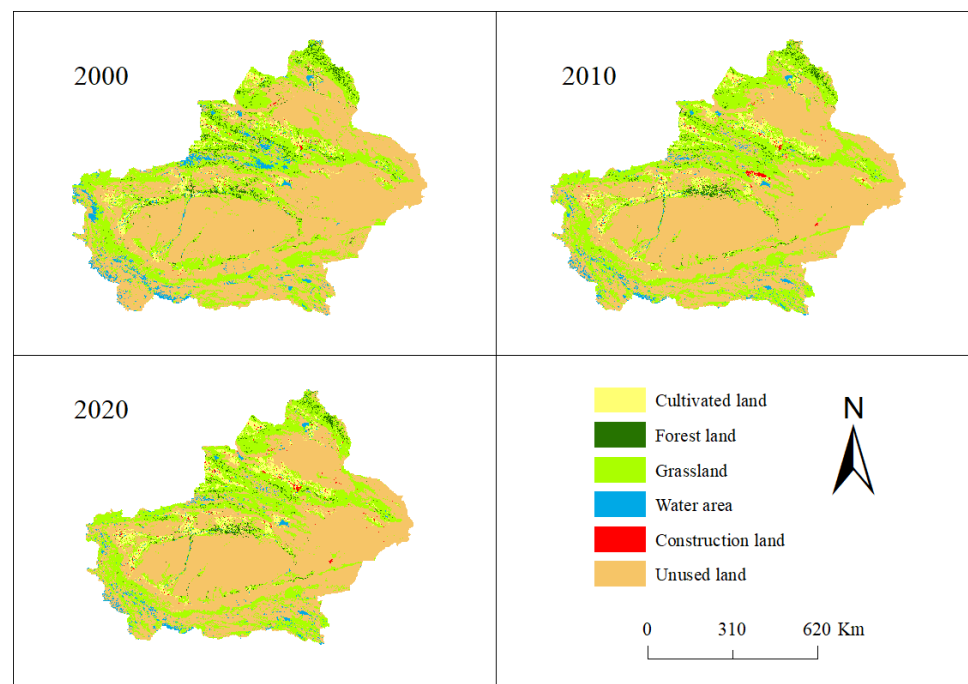 2000
2010
2020
Cultivated land
Forest land
Grassland
Water area
Construction land
Unused land
N
0 310 620 Km